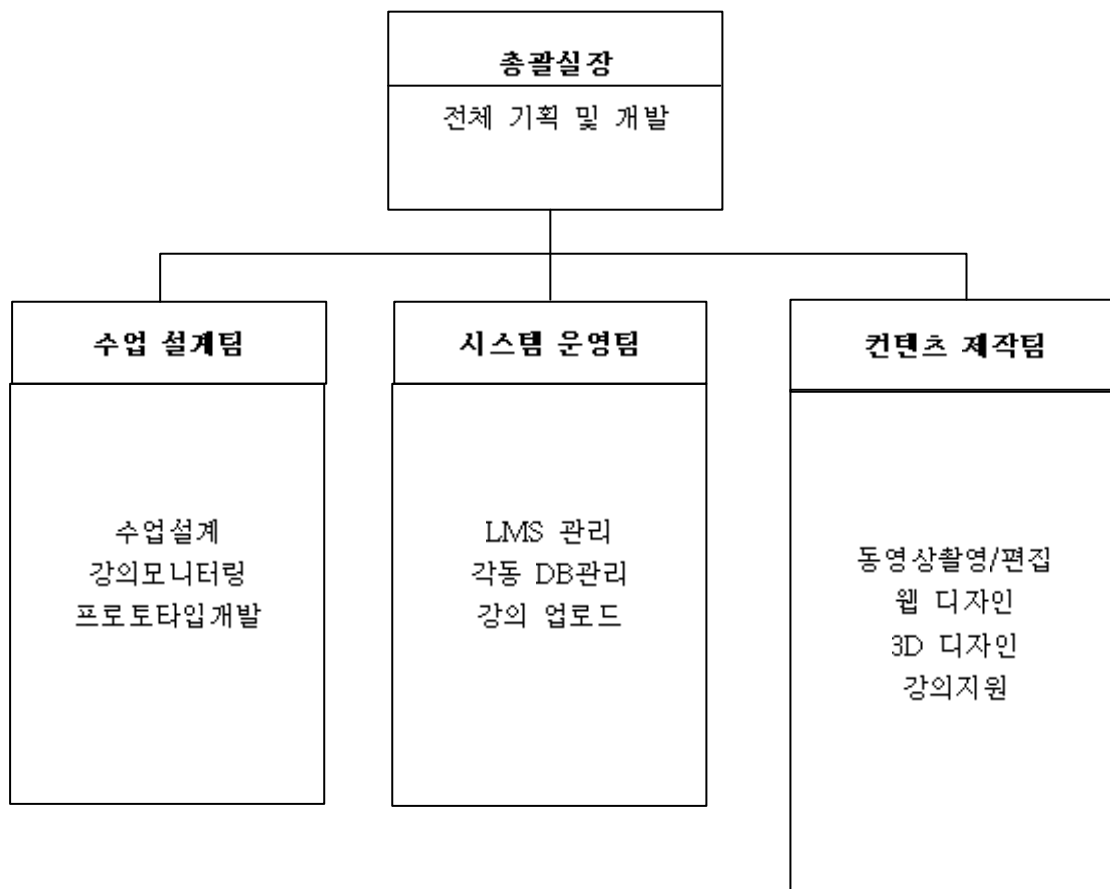 총괄실장
전체 기획 및 개발
수업 설계팀
수업설계
강의모니터링
프로토타입개발
시스템 운영팀
LMS 관리
각동 DB관리
강의 업로드
컨텐츠 제작팀
동영상촬영/편집
웹 디자인
3D 디자인
강의지원